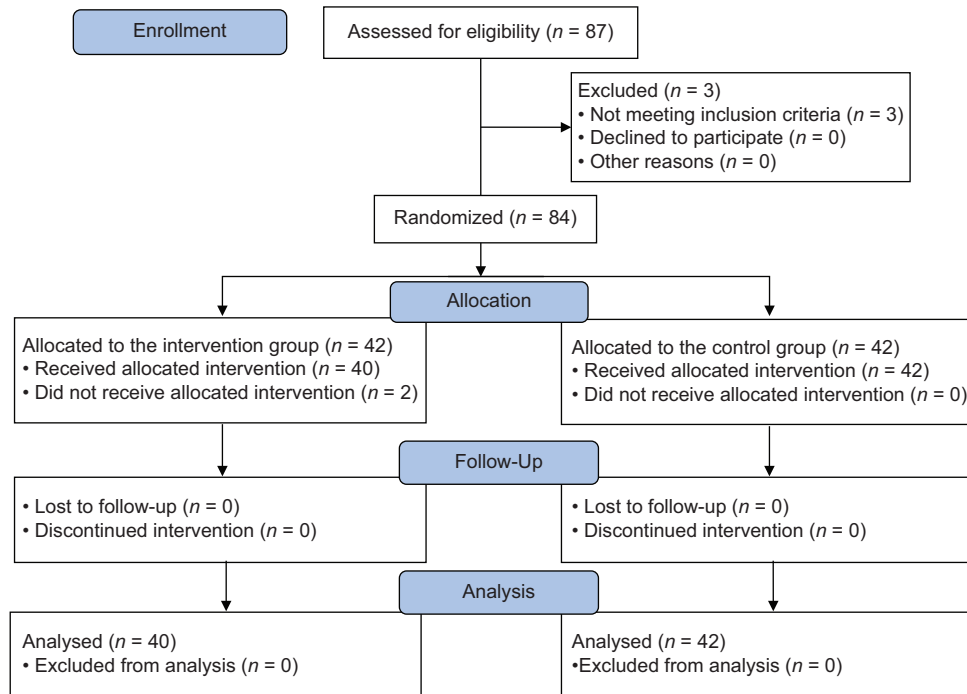 Enrollment
Assessed for eligibility (n = 87)
Excluded (n = 3)
• Not meeting inclusion criteria (n = 3)
• Declined to participate (n = 0)
• Other reasons (n = 0)
Randomized (n = 84)
Allocation
Allocated to the intervention group (n = 42)
• Received allocated intervention (n = 40)
• Did not receive allocated intervention (n = 2)
Allocated to the control group (n = 42)
• Received allocated intervention (n = 42)
• Did not receive allocated intervention (n = 0)
Follow-Up
• Lost to follow-up (n = 0)
• Discontinued intervention (n = 0)
• Lost to follow-up (n = 0)
• Discontinued intervention (n = 0)
Analysis
Analysed (n = 40)
• Excluded from analysis (n = 0)
Analysed (n = 42)
•Excluded from analysis (n = 0)